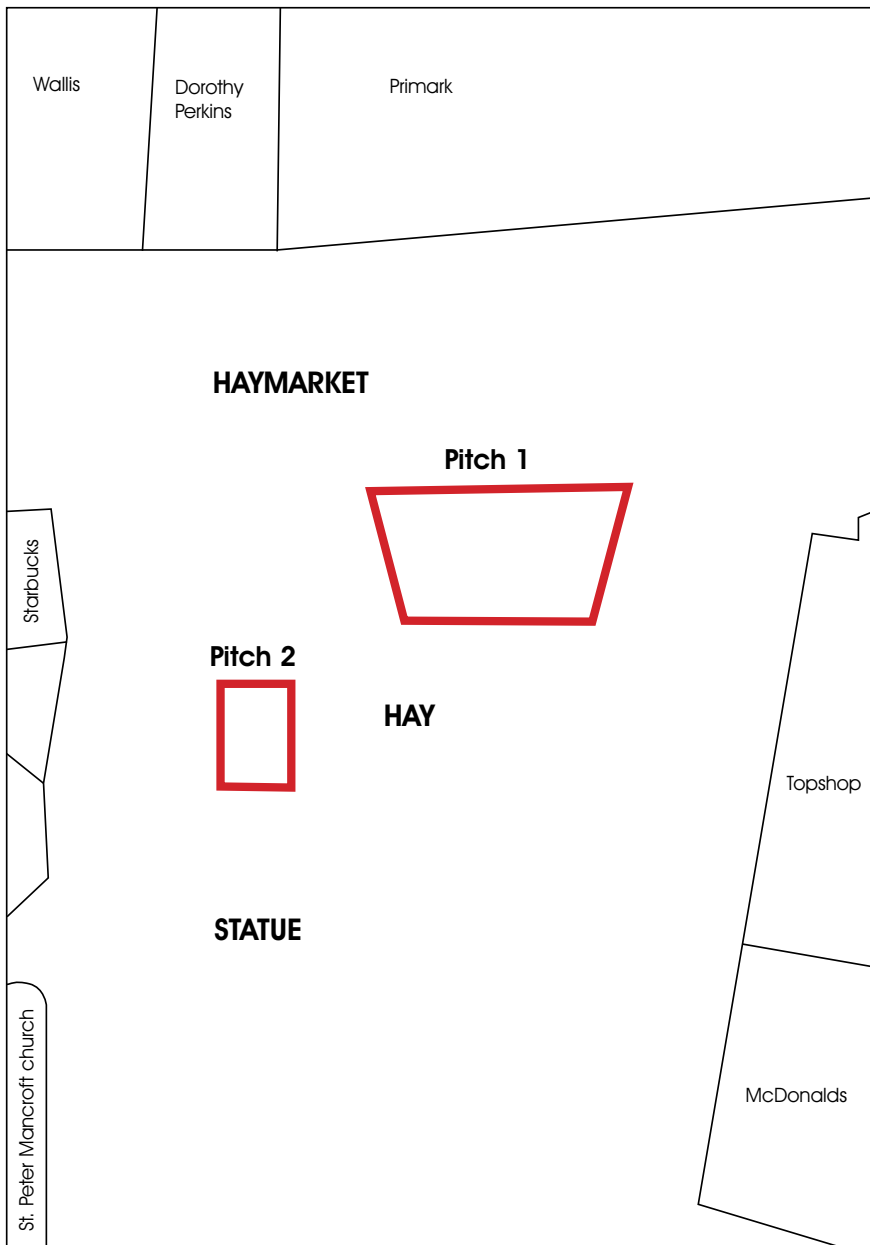 Wallis
Dorothy
Perkins
Primark
HAYMARKET
Pitch 1
Starbucks
Pitch 2
HAY
Topshop
STATUE
St. Peter Mancroft church
McDonalds